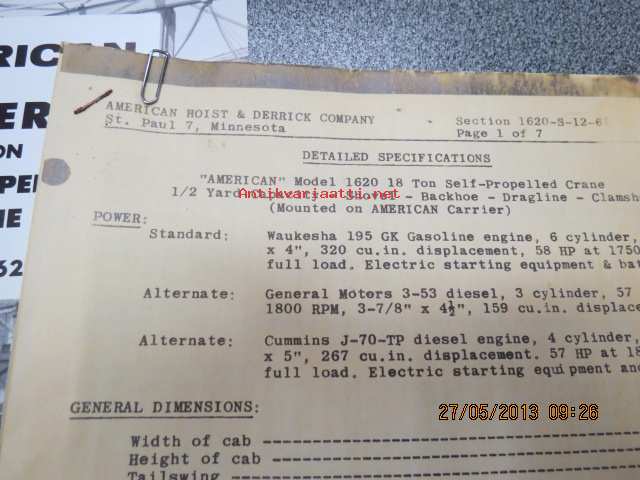 RICAN
ER
ON
PE
NE
62
AMERICAN HOIST & DERRICK COMPANY
St. Paul 7, Minnesota
Section 1620-S-12-6
Page 1 of 7
DETAILED SPECIFICATIONS
"AMERICAN" Model 1620 18 Ton Self-Propelled Crane
1/2 Yard Capacity - Shovel - Backhoe - Dragline - Clamsh
Antikvariaatti.net
(Mounted on AMERICAN Carrier)
POWER:
Standard: Waukesha 195 GK Gasoline engine, 6 cylinder,
x 4", 320 cu.in. displacement, 58 HP at 1750
full load. Electric starting equipment & bat
Alternate: General Motors 3-53 diesel, 3 cylinder, 57
1800 RPM, 3-7/8" x 4½", 159 cu.in. displace
Alternate: Cummins J-70-TP diesel engine, 4 cylinder,
x 5", 267 cu.in. displacement. 57 HP at 18
full load. Electric starting equipment and
GENERAL DIMENSIONS:
Width of cab ----------------------------
Height of cab ---------------------------
Tailswing -------------------------------
27/05/2013 09:26